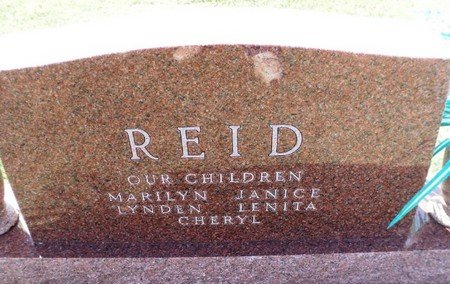 REID
OUR CHILDREN
MARILYN JANICE
LYNDEN LENITA
CHERYL